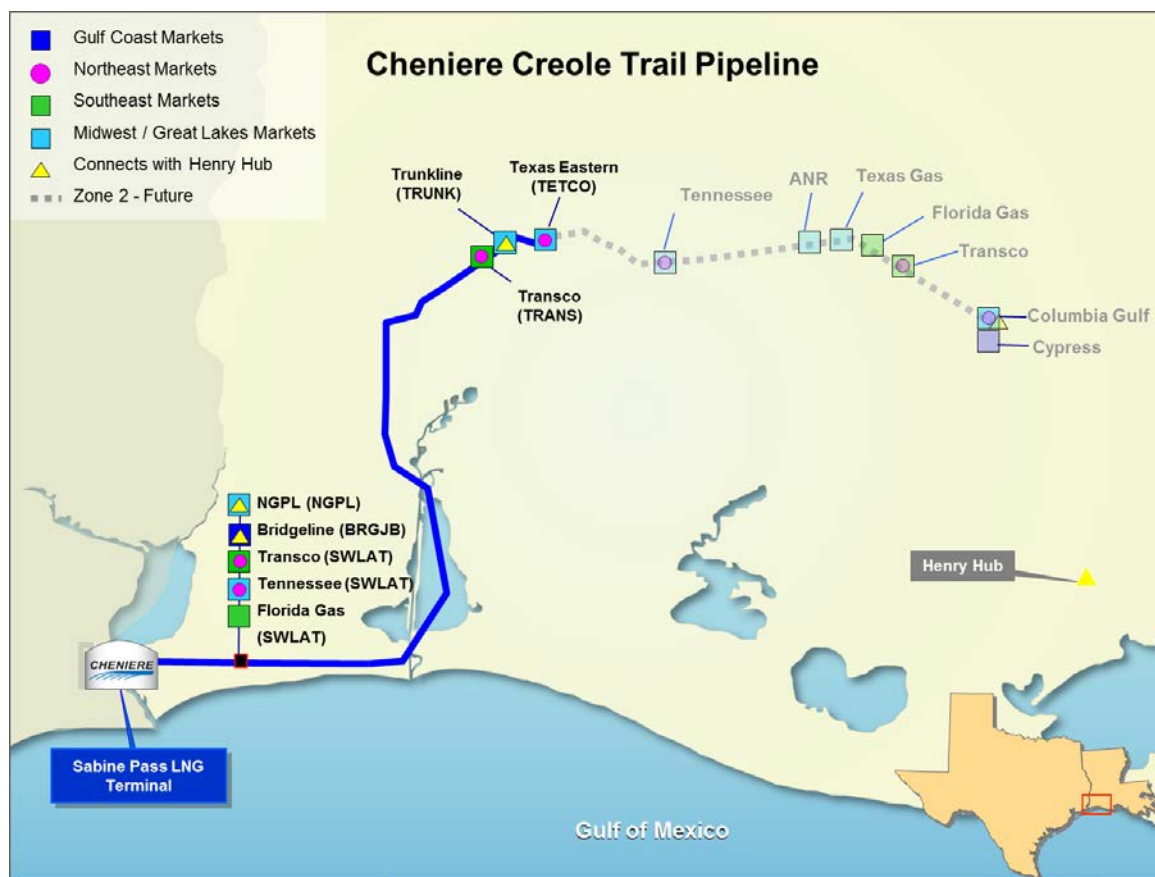 Gulf Coast Markets
Northeast Markets
Southeast Markets
Midwest / Great Lakes Markets
Connects with Henry Hub
Zone 2 - Future
Cheniere Creole Trail Pipeline
Trunkline
(TRUNK)
Texas Eastern
(TETCO)
Transco
(TRANS)
Tennessee
ANR
Texas Gas
Florida Gas
Transco
Columbia Gulf
Cypress
NGPL (NGPL)
Bridgeline (BRGJB)
Transco (SWLAT)
Tennessee (SWLAT)
Florida Gas
(SWLAT)
Henry Hub
CHENIERE
Sabine Pass LNG
Terminal
Gulf of Mexico